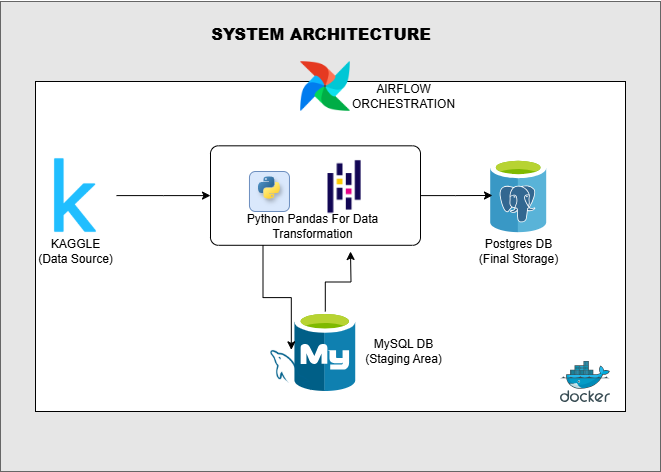 SYSTEM ARCHITECTURE
AIRFLOW
ORCHESTRATION
k
KAGGLE
(Data Source)
Python Pandas For Data
Transformation
Postgres DB
(Final Storage)
My
MySQL DB
(Staging Area)
docker